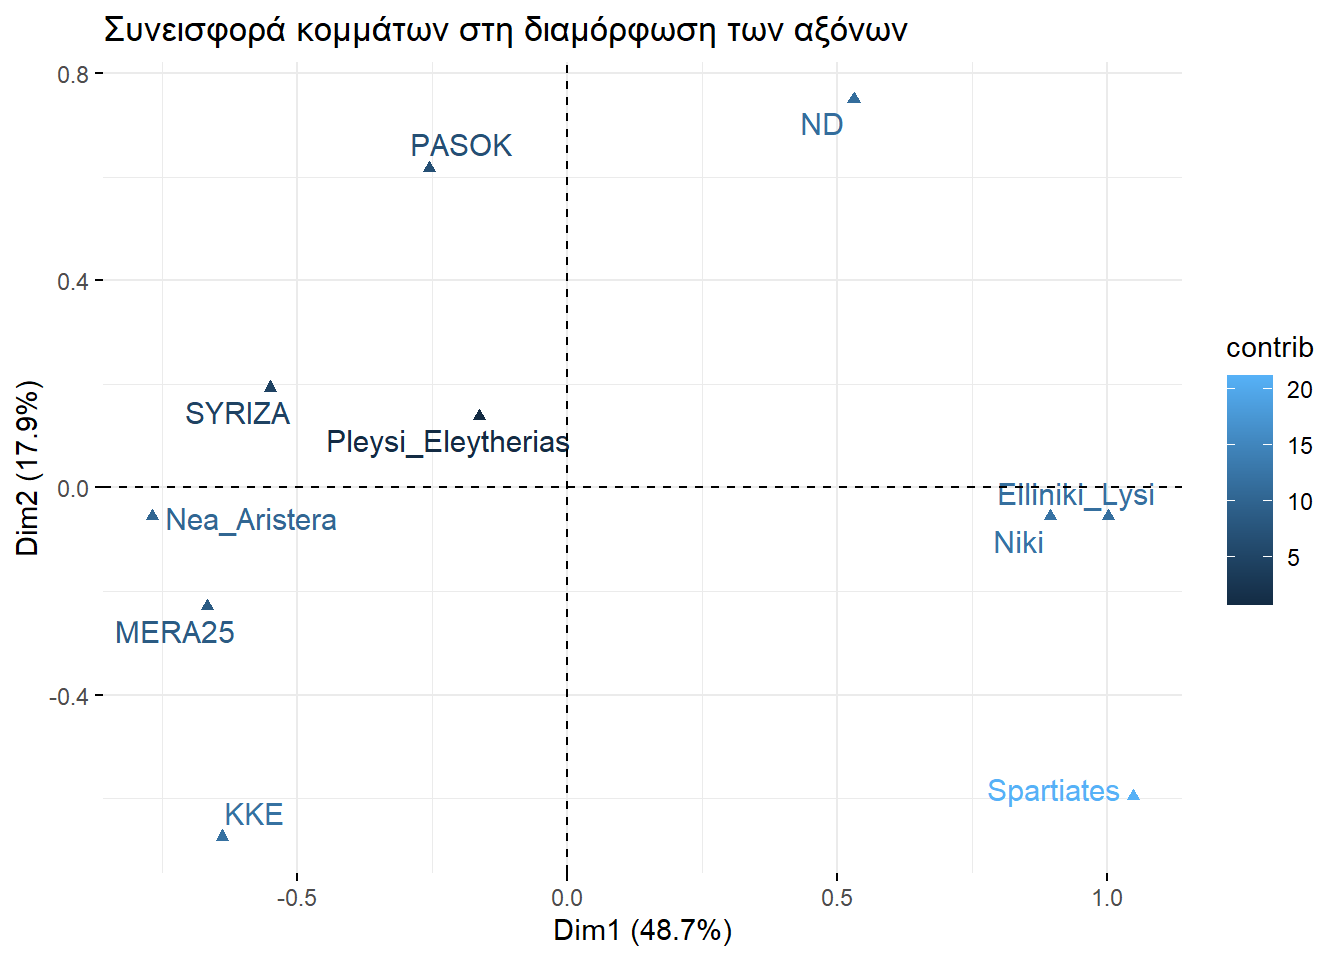 Συνεισφορά κομμάτων στη διαμόρφωση των αξόνων
0.8
ND
PASOK
0.4
contrib
20
SYRIZA
15
Pleysi_Eleytherias
Dim2 (17.9%)
0.0
Elliniki_Lysi
10
Nea_Aristera
Niki
5
MERA25
-0.4
Spartiates
KKE
-0.5
0.0
0.5
1.0
Dim1 (48.7%)